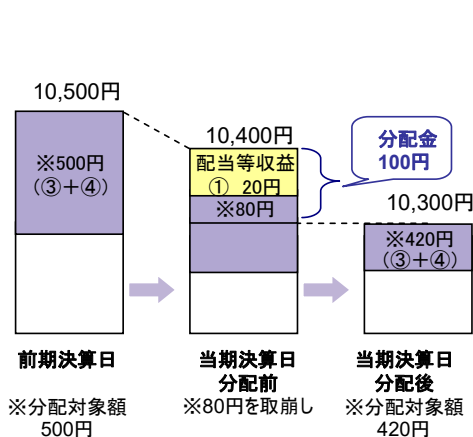 10,500円
※500円
（③＋④）
前期決算日
※分配対象額
500円
10,400円
配当等収益
① 20円
※80円
当期決算日
分配前
※80円を取崩し
分配金
100円
10,300円
※420円
（③＋④）
当期決算日
分配後
※分配対象額
420円